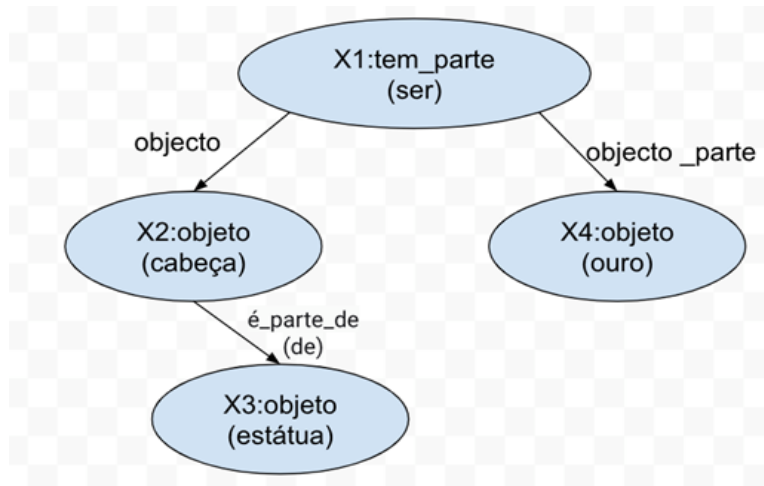 X1:tem_parte
(ser)
objecto
objecto _parte
X2:objeto
(cabeça)
X4:objeto
(ouro)
é_parte_de
(de)
X3:objeto
(estátua)